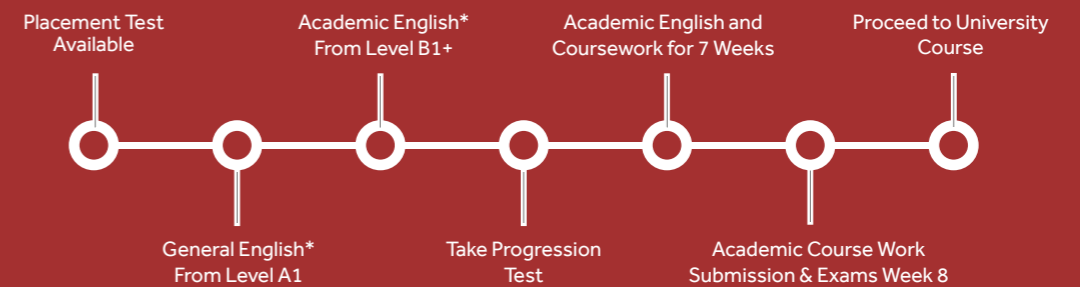 Placement Test
Available
General English*
From Level A1
Academic English*
From Level B1+
Take Progression
Test
Academic English and
Coursework for 7 Weeks
Academic Course Work
Submission & Exams Week 8
Proceed to University
Course